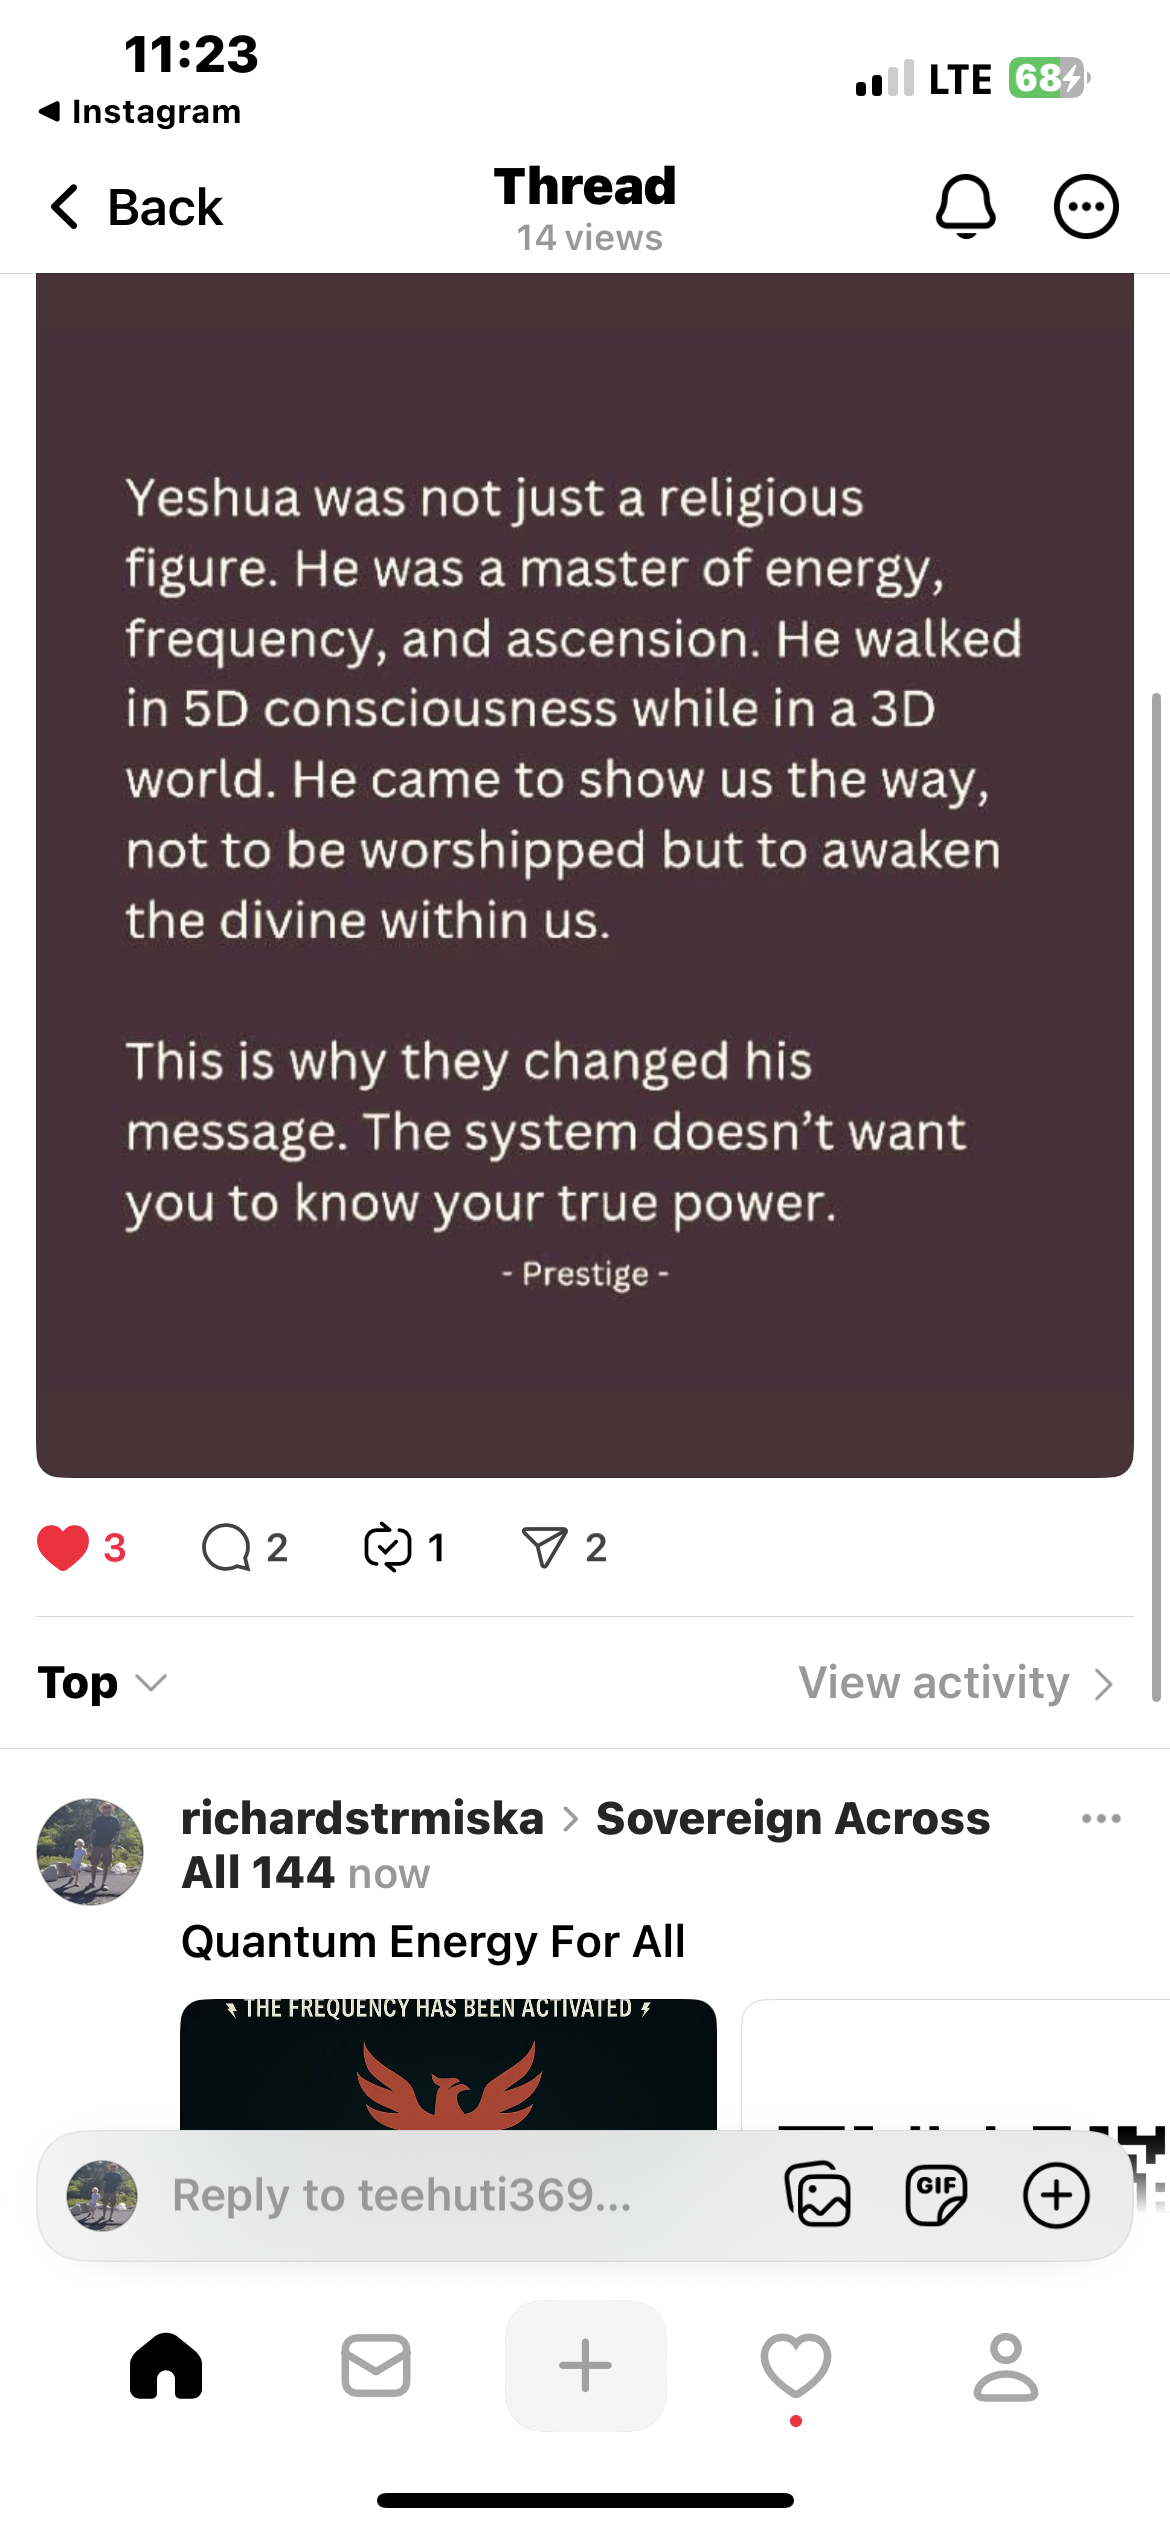 11:23
LTE 68
Instagram
Back
Thread
14 views
Yeshua was not just a religious
figure. He was a master of energy,
frequency, and ascension. He walked
in 5D consciousness while in a 3D
world. He came to show us the way,
not to be worshipped but to awaken
the divine within us.
This is why they changed his
message. The system doesn’t want
you to know your true power.
- Prestige -
3 2 1 2
Top
View activity
richardstrmiska > Sovereign Across
All 144 now
Quantum Energy For All
THE FREQUENCY HAS BEEN ACTIVATED
Reply to teehuti369...
GIF